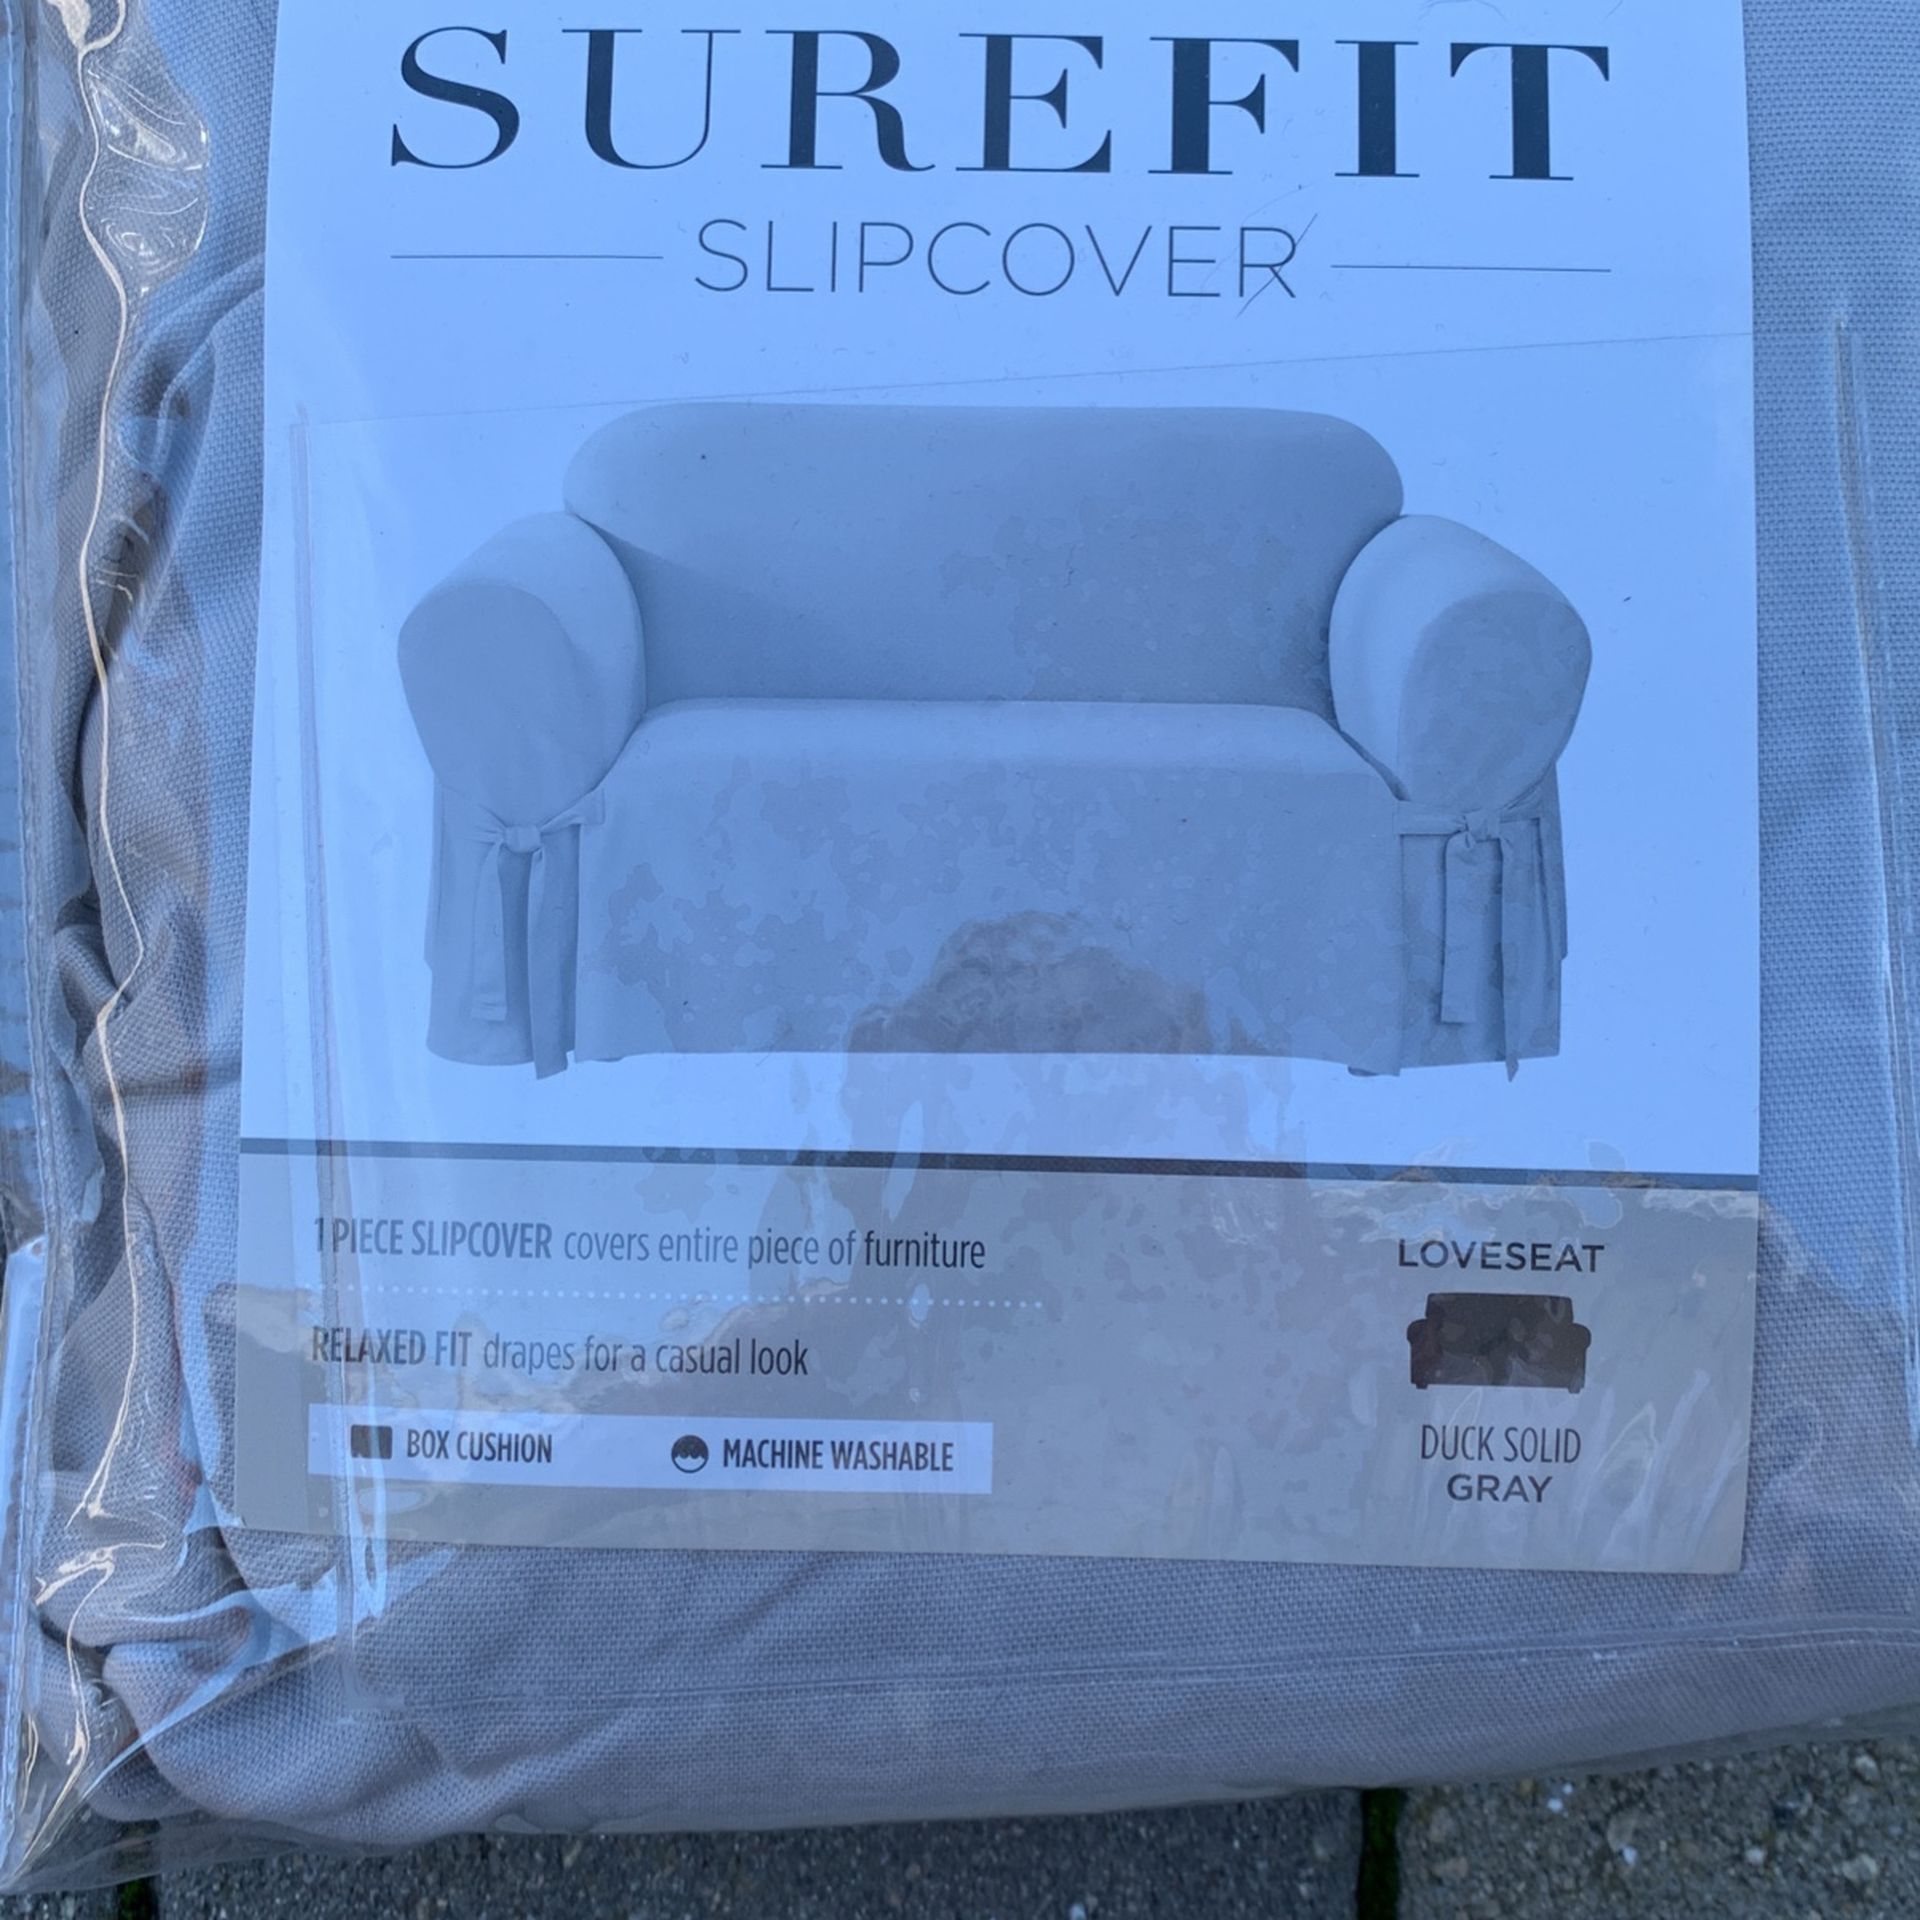 SUREFIT
SLIPCOVER
1 PIECE SLIPCOVER covers entire piece of furniture
RELAXED FIT drapes for a casual look
BOX CUSHION
MACHINE WASHABLE
LOVESEAT
DUCK SOLID
GRAY